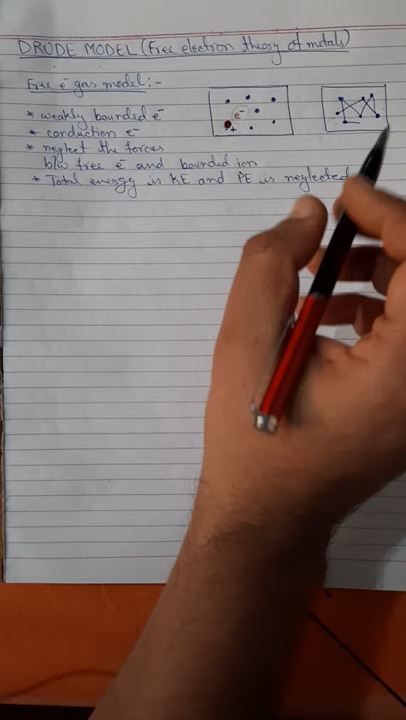 DRUDE MODEL (Free electron theory of metals)
Free e⁻ gas model:-
* weakly bounded e⁻
* conduction e⁻
* neglect the forces
b/w free e⁻ and bounded ion
* Total energy is KE and PE is neglected
e⁻
+